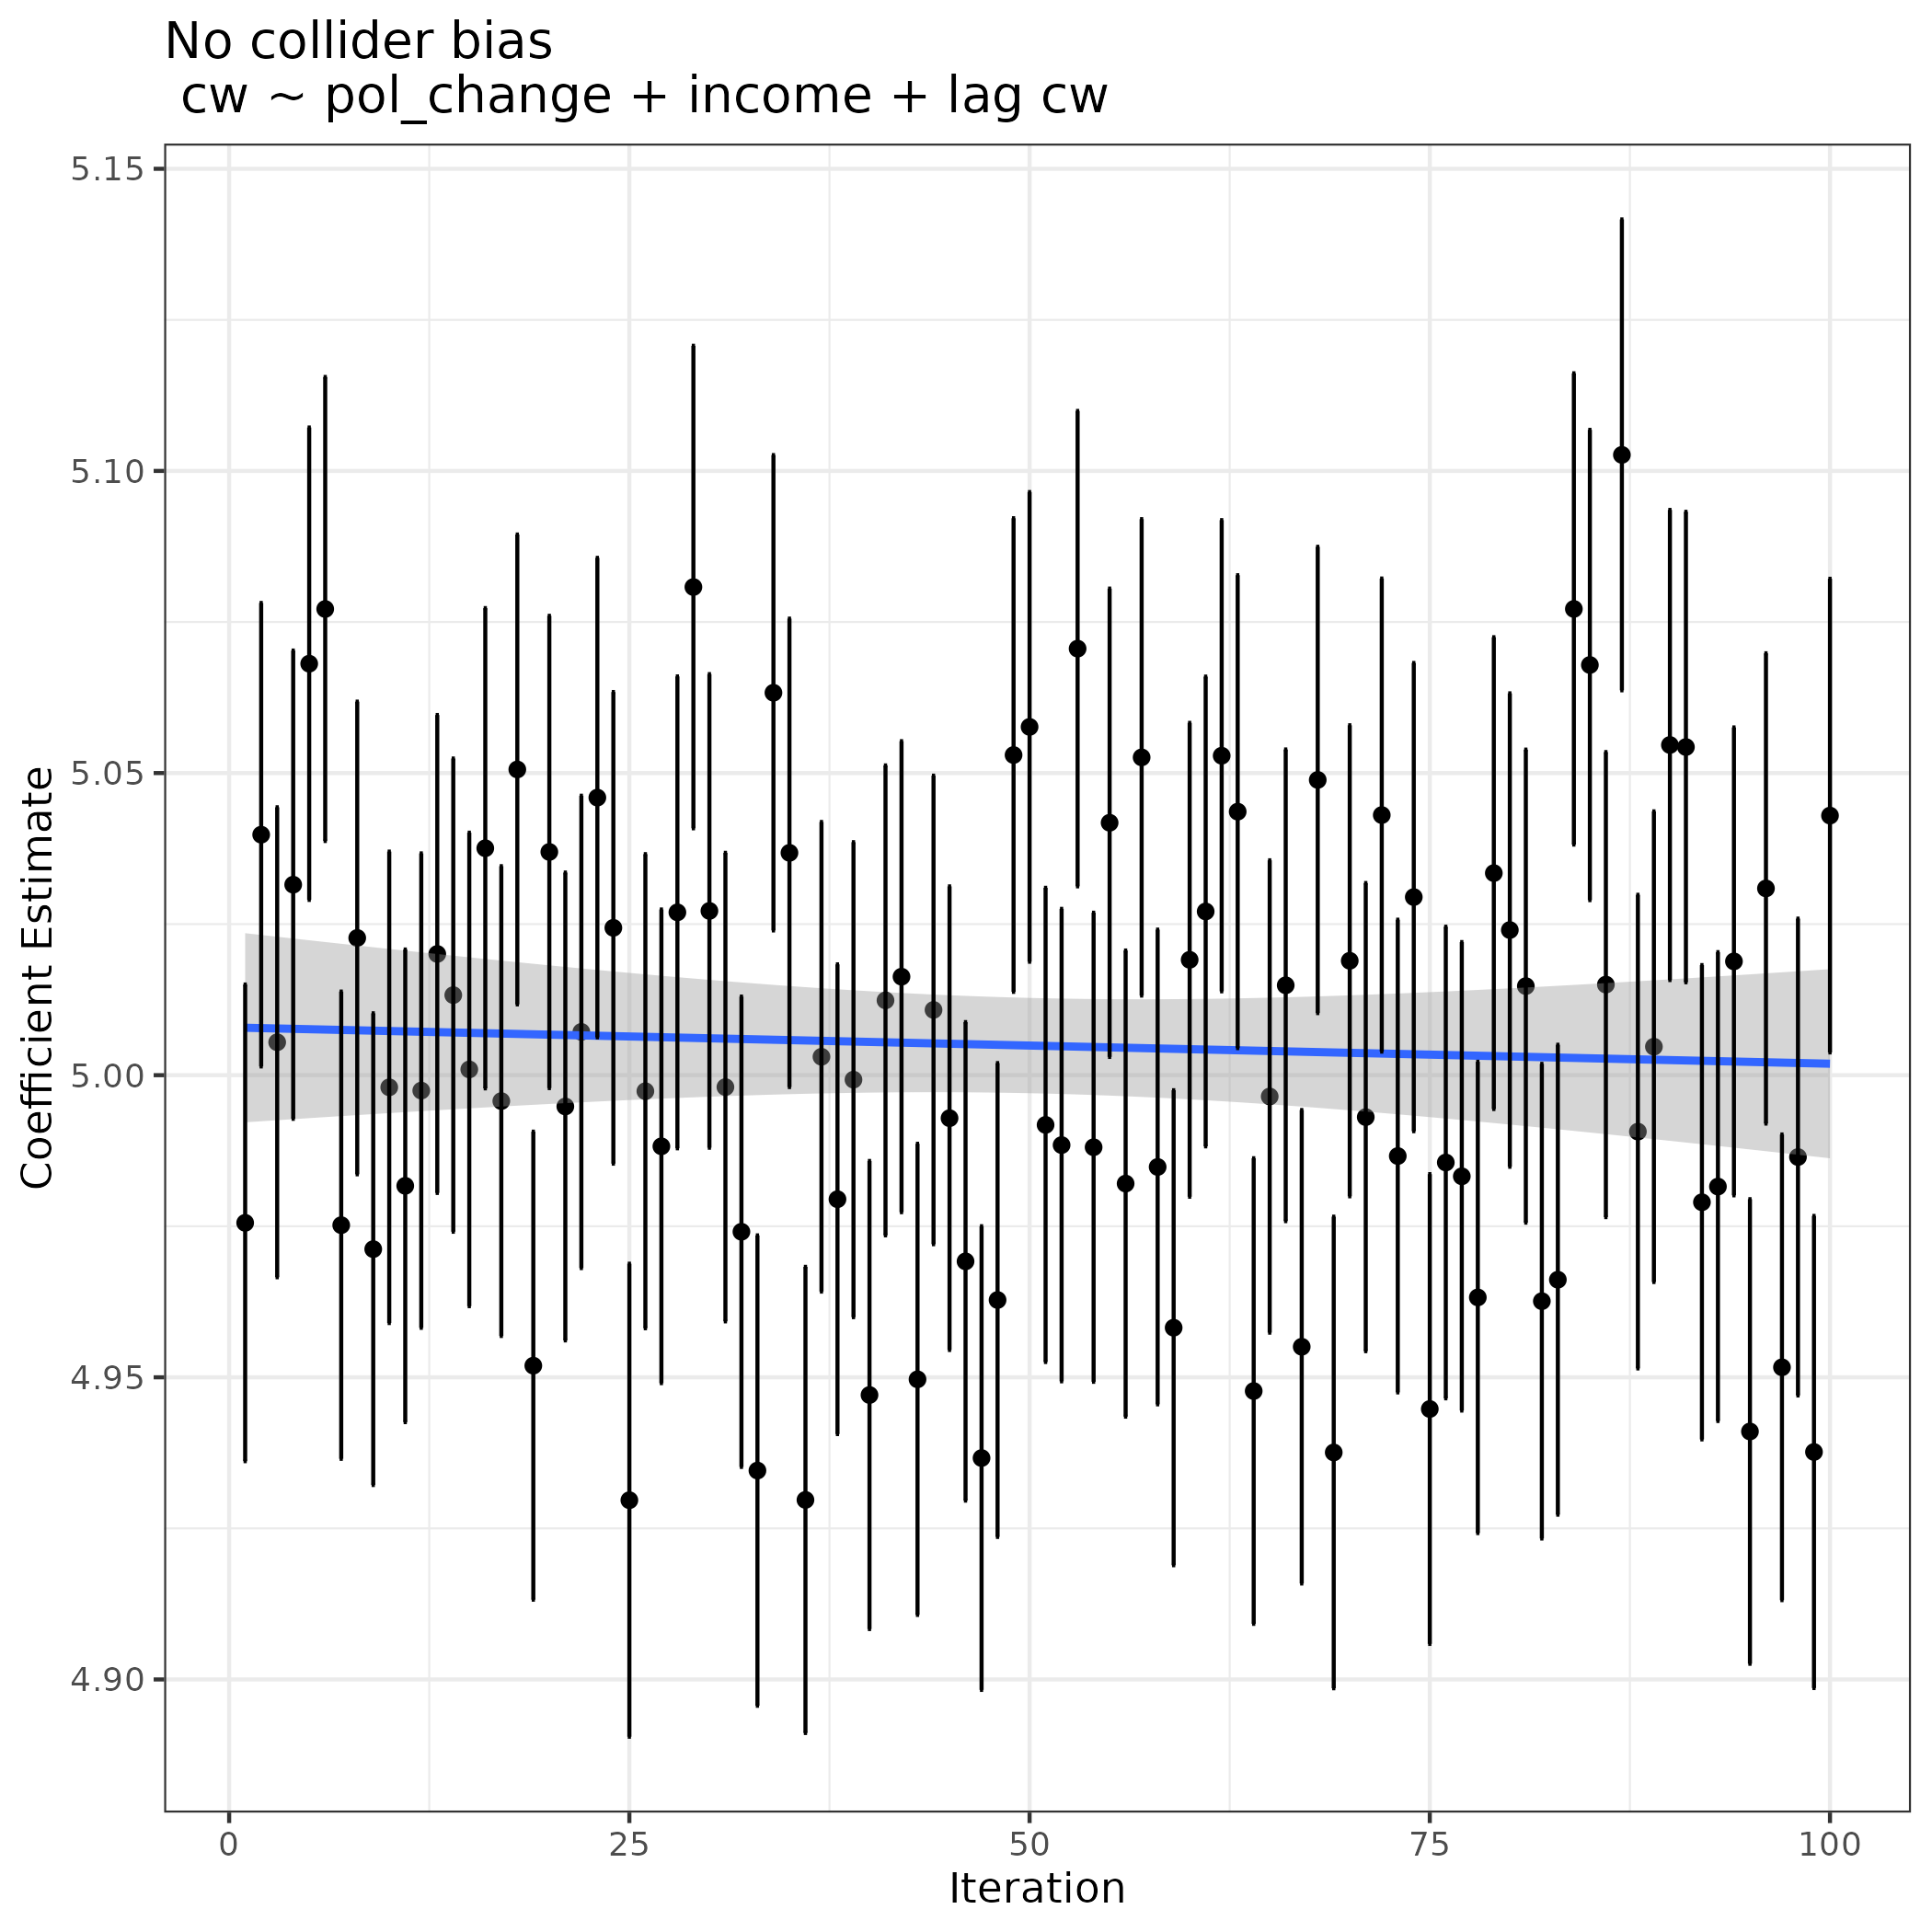 No collider bias
cw ~ pol_change + income + lag cw
5.15
5.10
5.05
5.00
4.95
4.90
Coefficient Estimate
0 25 50 75 100
Iteration